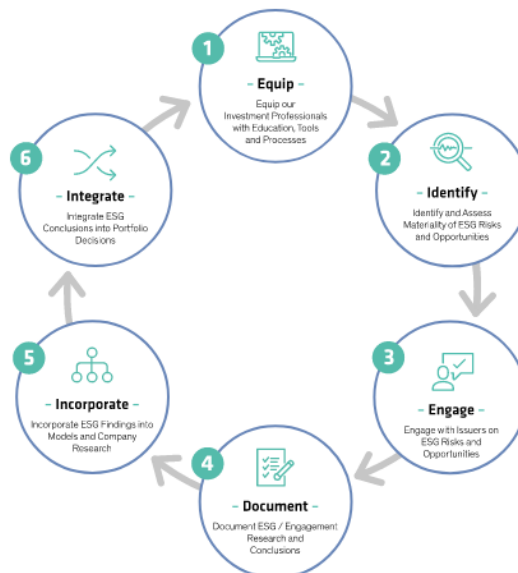 1
- Equip -
Equip our
Investment Professionals
with Education, Tools
and Processes
2
- Identify -
Identify and Assess
Materiality of ESG Risks
and Opportunities
3
- Engage -
Engage with Issuers on
ESG Risks and
Opportunities
4
- Document -
Document ESG / Engagement
Research and
Conclusions
5
- Incorporate -
Incorporate ESG Findings into
Models and Company
Research
6
- Integrate -
Integrate ESG
Conclusions into Portfolio
Decisions